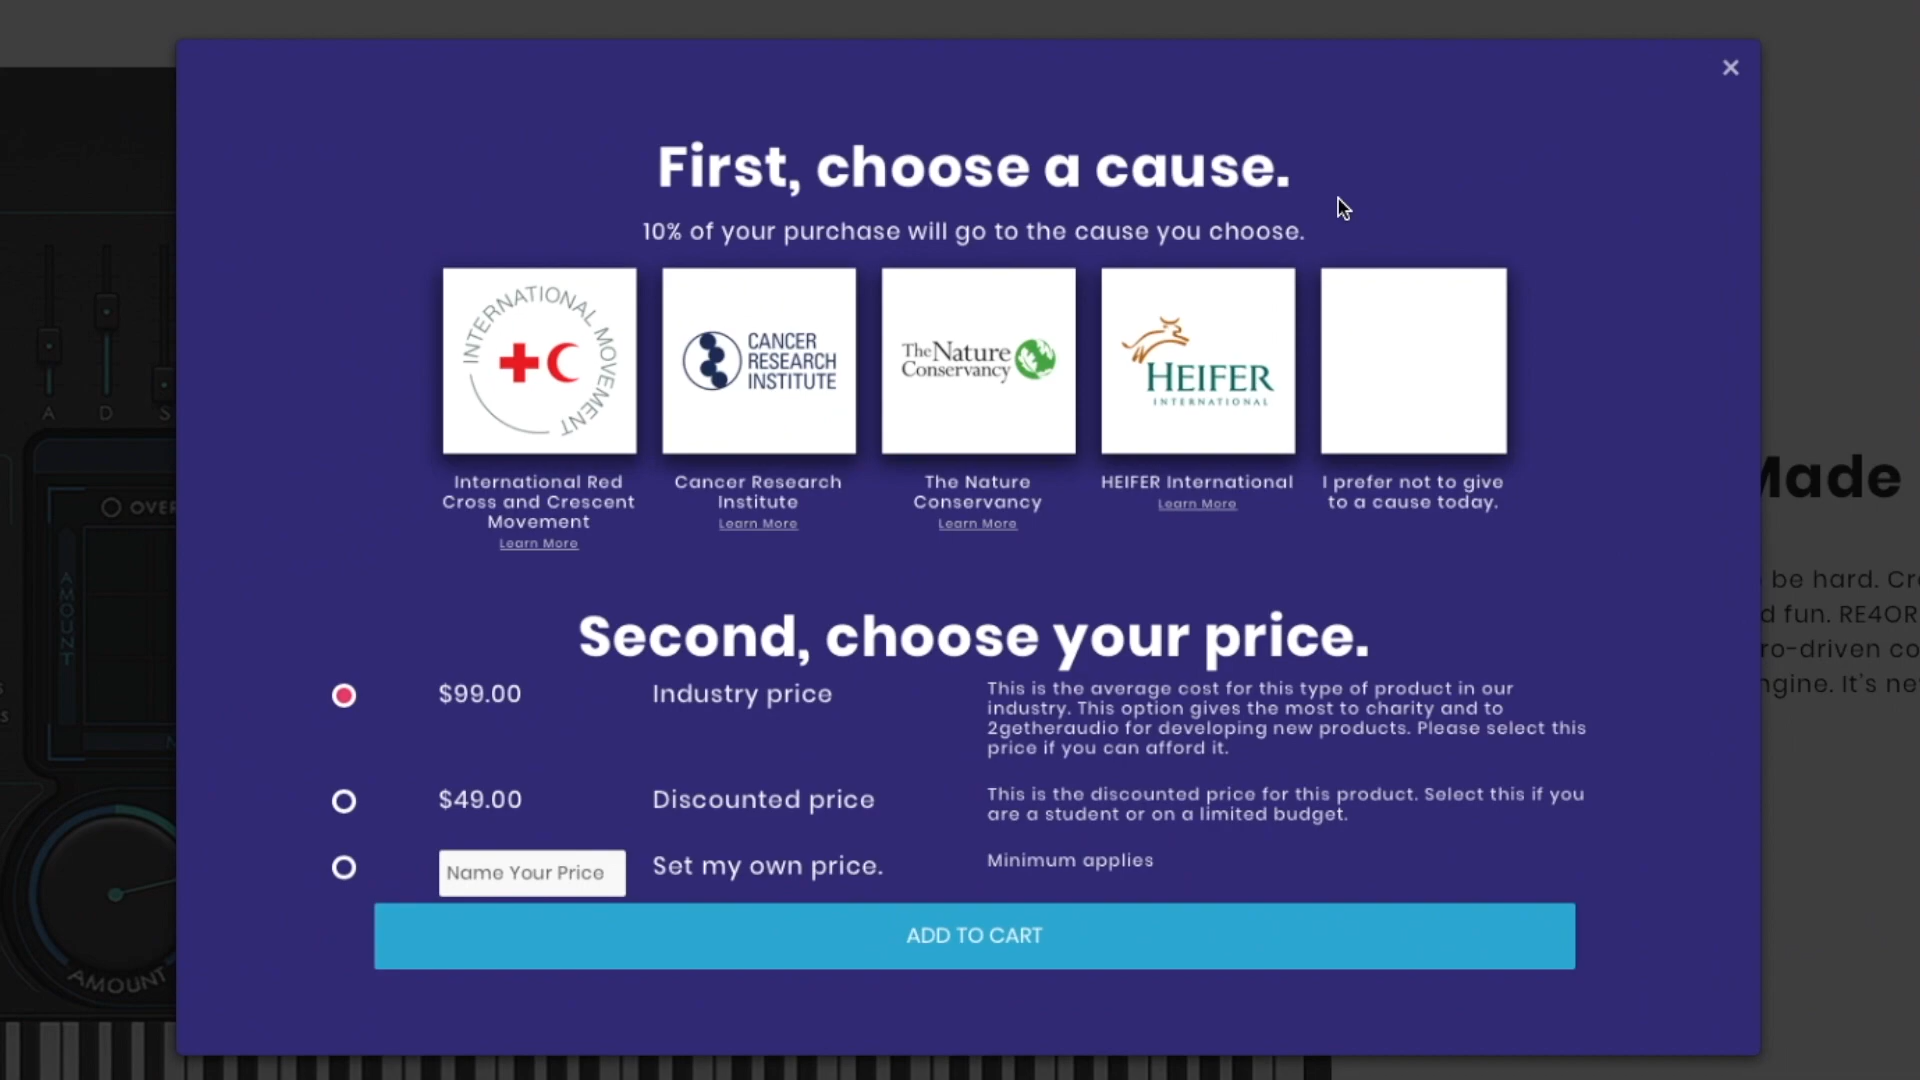 ×
First, choose a cause.
10% of your purchase will go to the cause you choose.
INTERNATIONAL MOVEMENT
CANCER
RESEARCH
INSTITUTE
The Nature
Conservancy
HEIFER
INTERNATIONAL
International Red
Cross and Crescent
Movement
Learn More
Cancer Research
Institute
Learn More
The Nature
Conservancy
Learn More
HEIFER International
Learn More
I prefer not to give
to a cause today.
Second, choose your price.
$99.00
Industry price
This is the average cost for this type of product in our
industry. This option gives the most to charity and to
2getheraudio for developing new products. Please select this
price if you can afford it.
$49.00
Discounted price
This is the discounted price for this product. Select this if you
are a student or on a limited budget.
Name Your Price
Set my own price.
Minimum applies
ADD TO CART
A D S
AMOUNT
AMOUNT
Made
be hard.
d fun. RE4OR
ro-driven co
ngine. It's ne